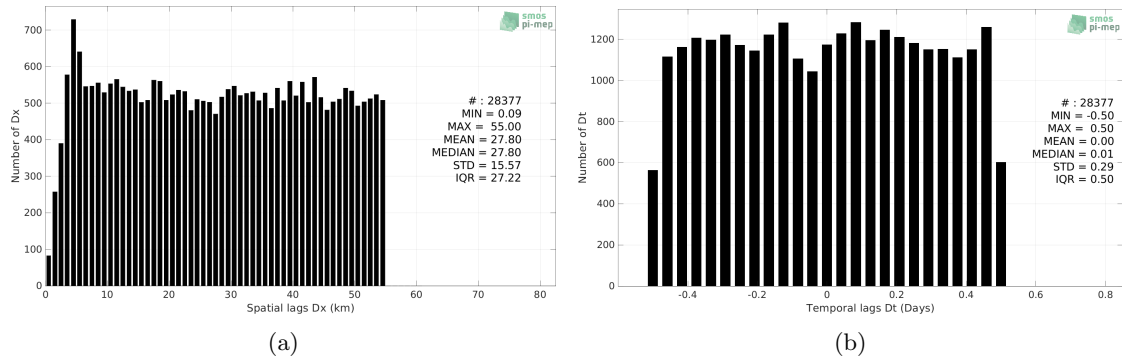 smos
pi-mep
700
600
500
400
300
200
100
0
Number of Dx
# : 28377
MIN = 0.09
MAX = 55.00
MEAN = 27.80
MEDIAN = 27.80
STD = 15.57
IQR = 27.22
0 10 20 30 40 50 60 70 80
Spatial lags Dx (km)
(a)
smos
pi-mep
1200
1000
800
600
400
200
0
Number of Dt
# : 28377
MIN = -0.50
MAX = 0.50
MEAN = 0.00
MEDIAN = 0.01
STD = 0.29
IQR = 0.50
-0.4 -0.2 0 0.2 0.4 0.6 0.8
Temporal lags Dt (Days)
(b)